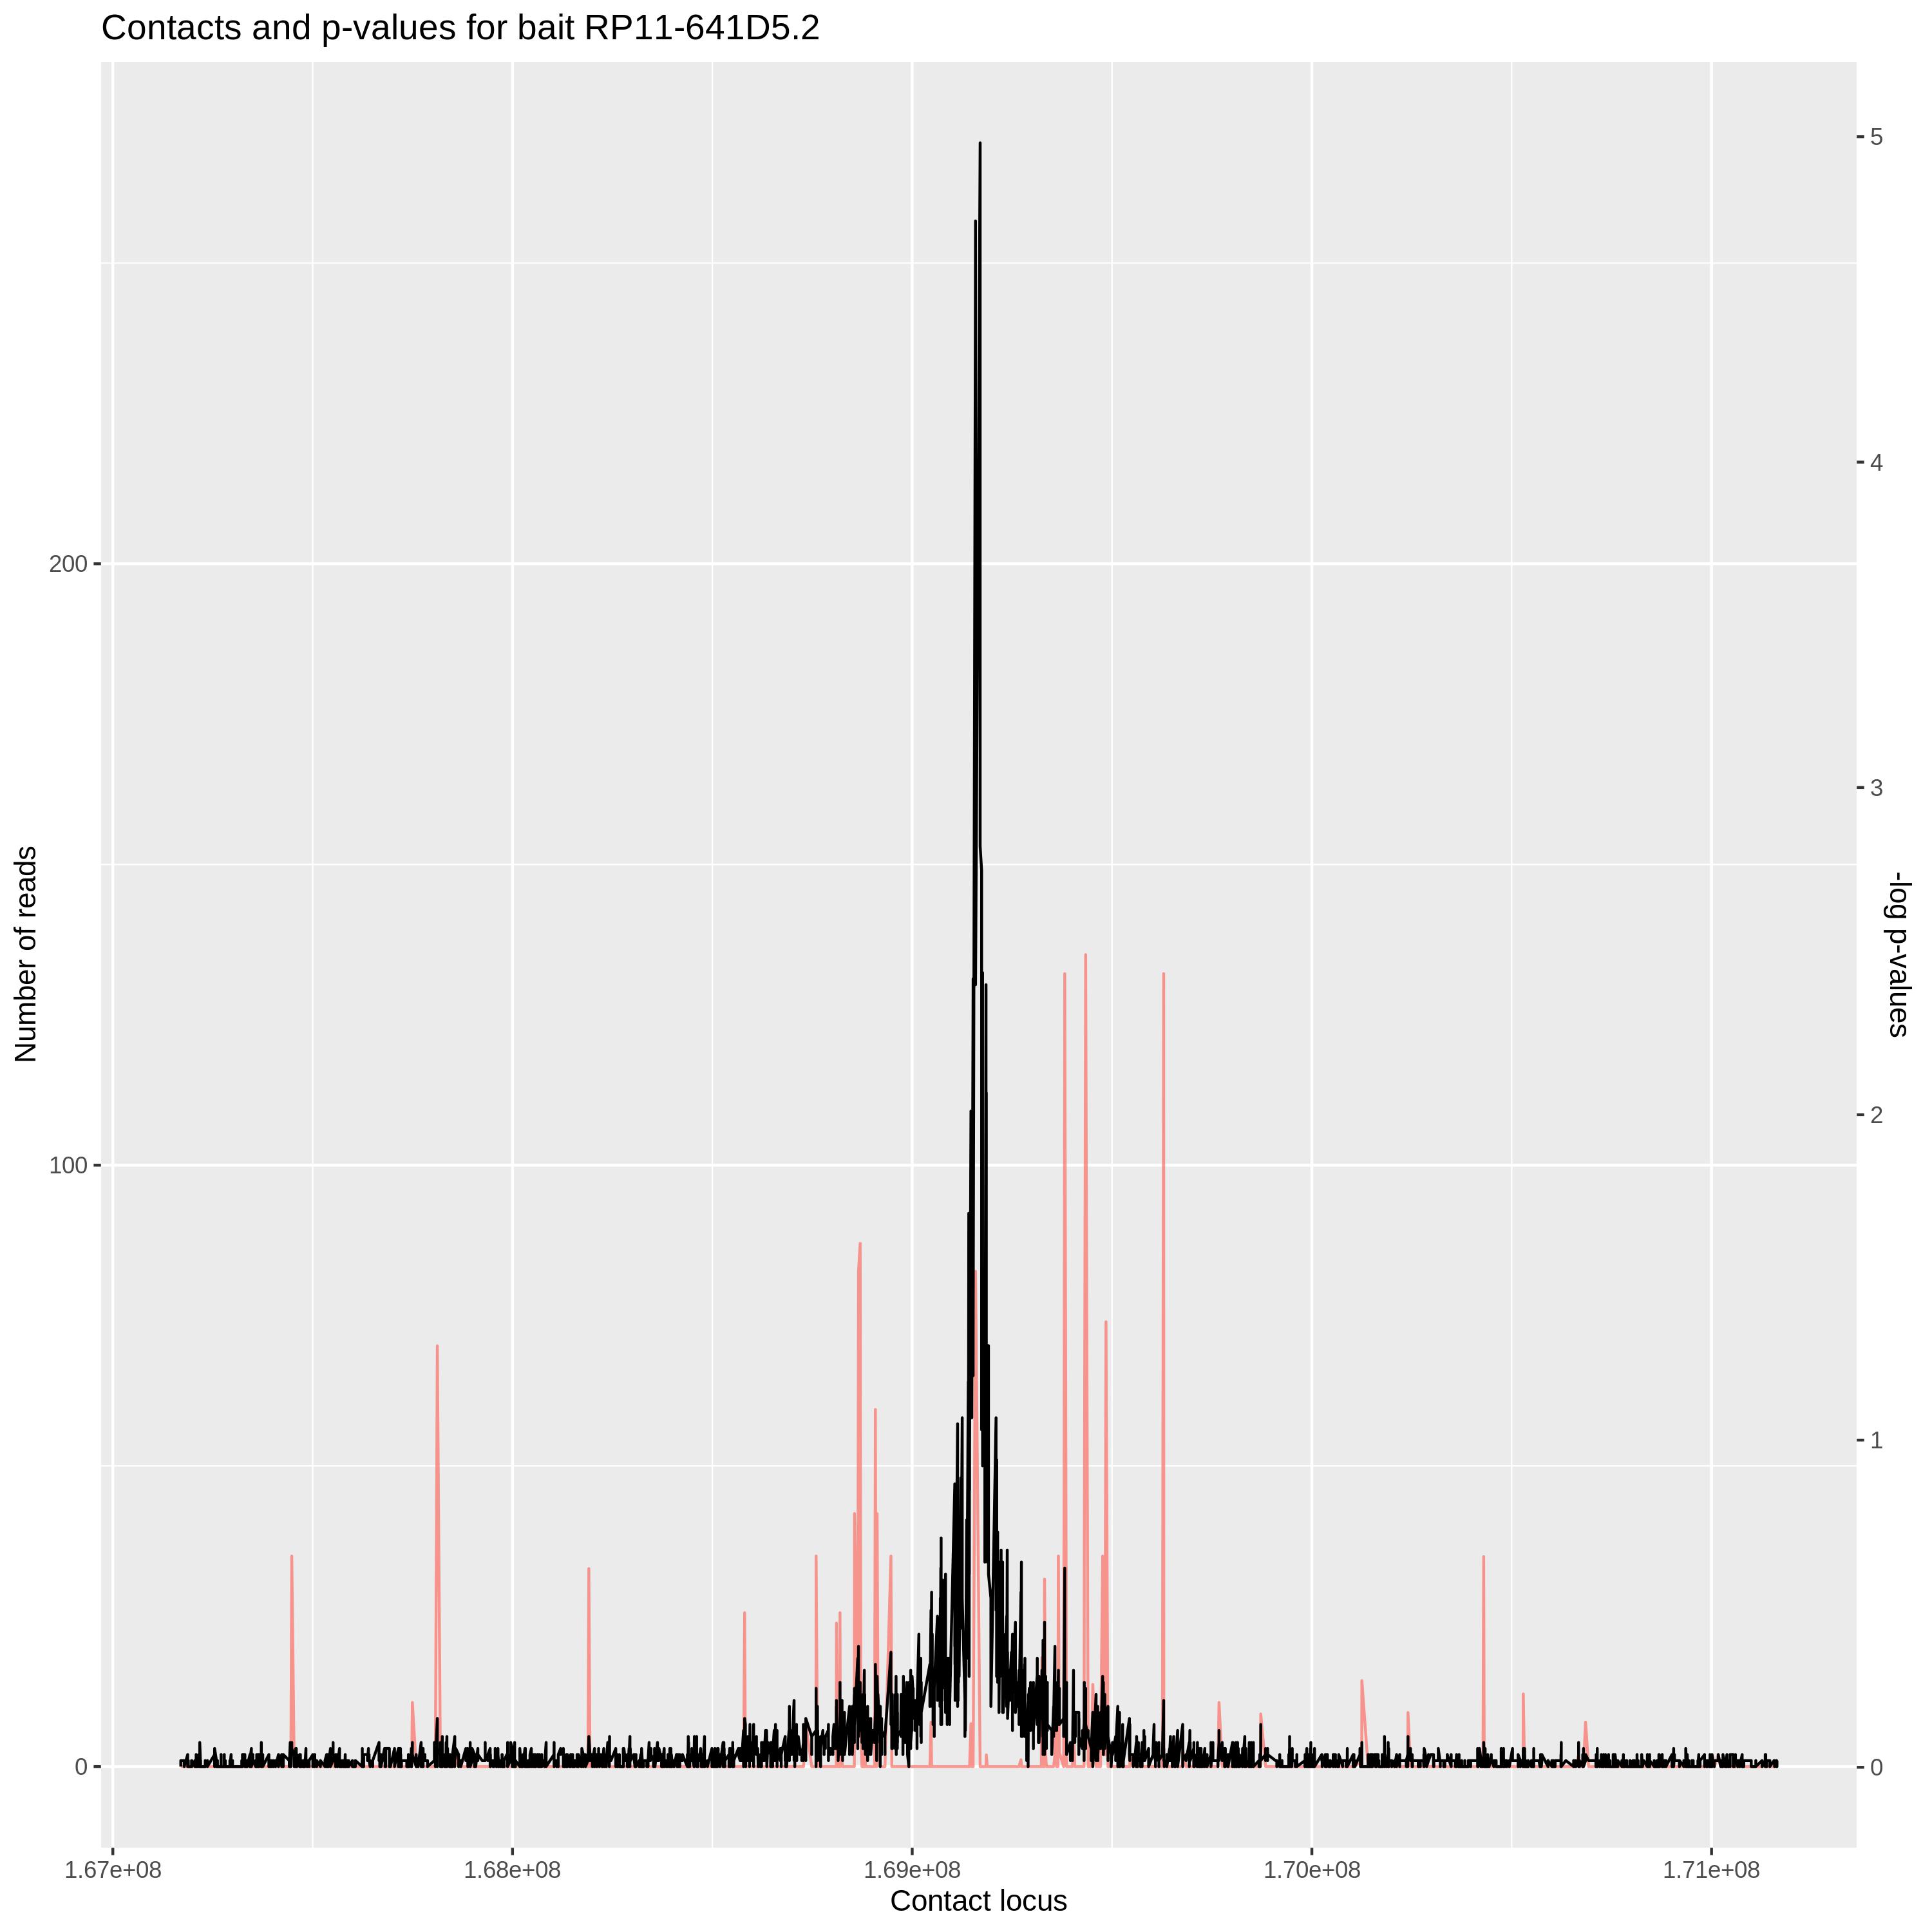 Contacts and p-values for bait RP11-641D5.2
Number of reads
200
100
0
5
4
3
2
1
0
-log p-values
1.67e+08
1.68e+08
1.69e+08
1.70e+08
1.71e+08
Contact locus